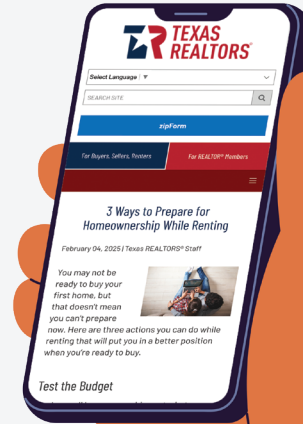 TEXAS
REALTORS®
Select Language ▼
SEARCH SITE
zipForm
For Buyers, Sellers, Renters
For REALTOR® Members
3 Ways to Prepare for
Homeownership While Renting
February 04, 2025 | Texas REALTORS® Staff
You may not be
ready to buy your
first home, but
that doesn't mean
you can't prepare
now. Here are three actions you can do while
renting that will put you in a better position
when you're ready to buy.
Test the Budget